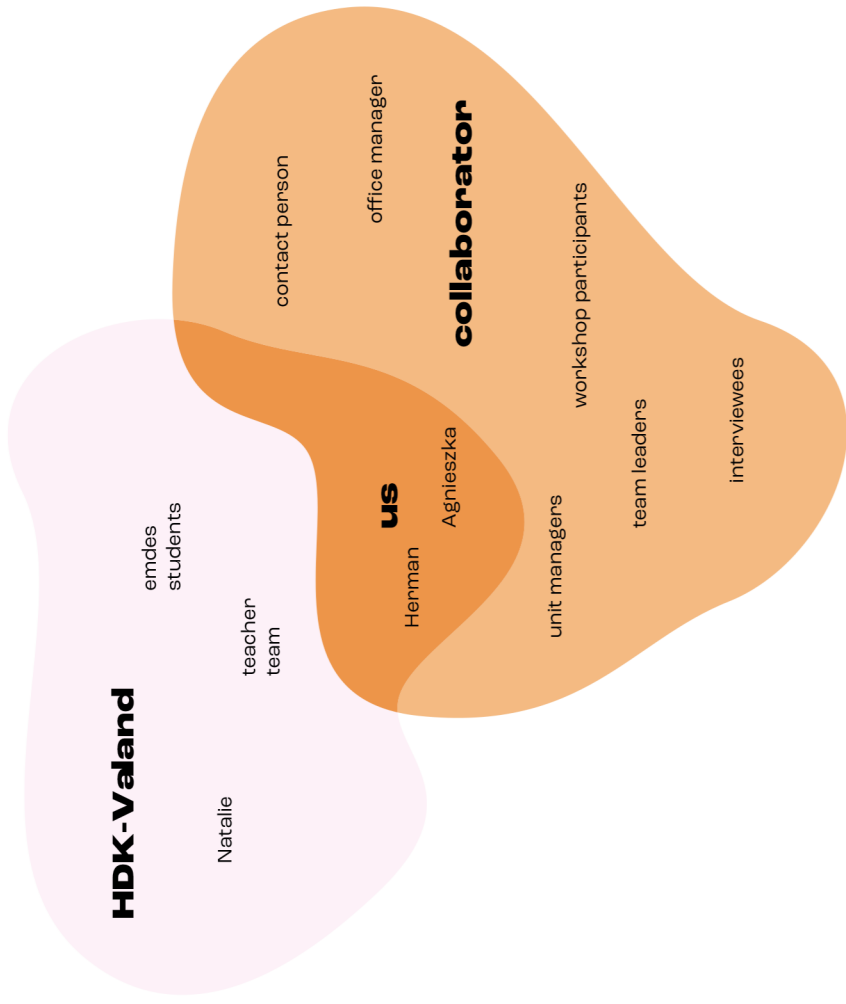 HDK-Valand
Natalie
teacher
team
emdes
students
us
Herman
Agnieszka
collaborator
contact person
office manager
workshop participants
unit managers
team leaders
interviewees